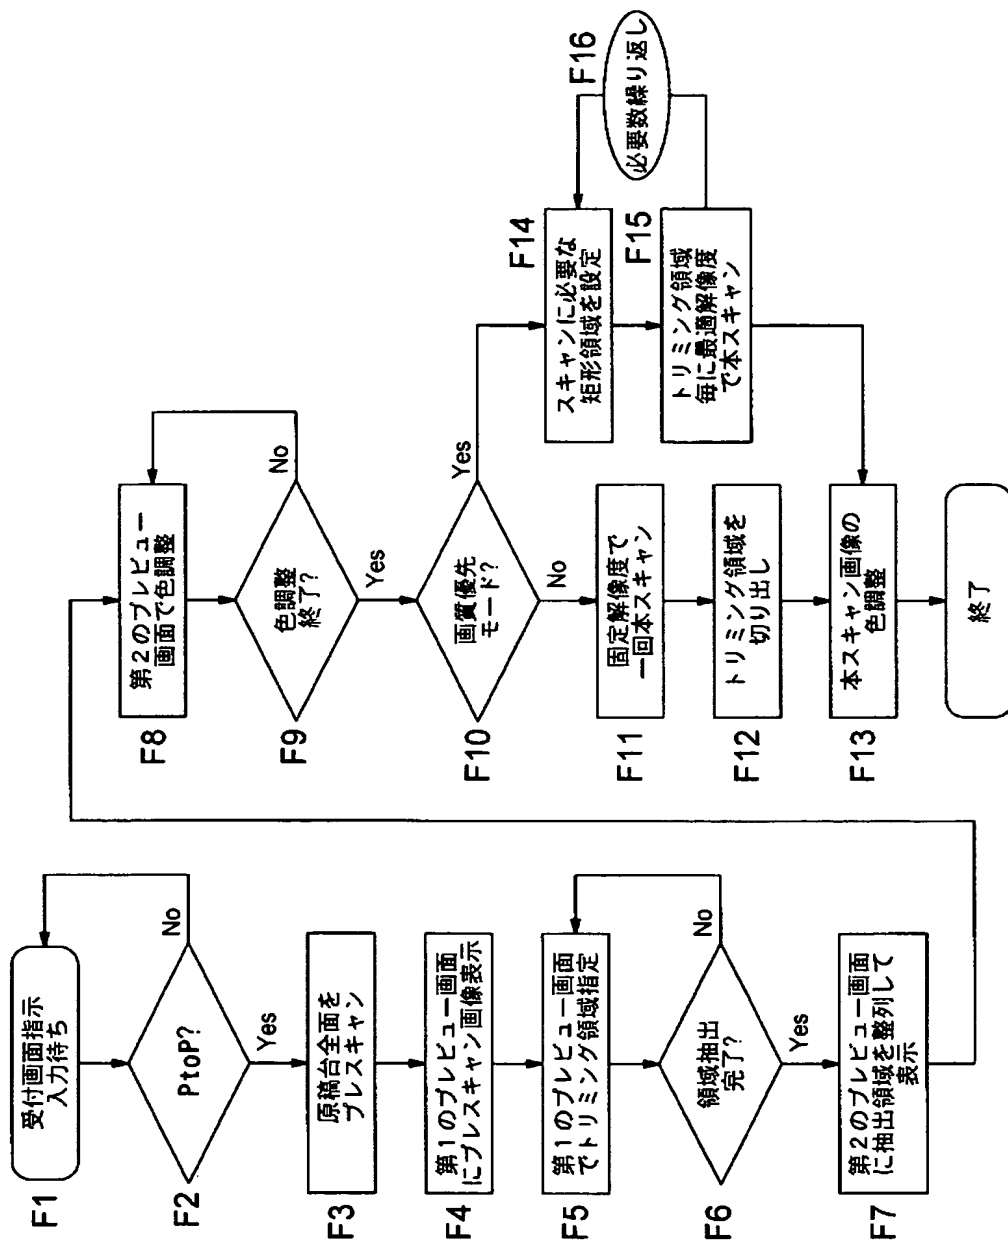 F1
受付画面指示
入力待ち
F2
PtoP?
No
Yes
F3
原稿台全面を
プレスキャン
F4
第1のプレビュー画面
にプレスキャン画像表示
F5
第1のプレビュー画面
でトリミング領域指定
F6
領域抽出
完了?
No
Yes
F7
第2のプレビュー画面
に抽出領域を整列して
表示
F8
第2のプレビュー
画面で色調整
F9
色調整
終了?
No
Yes
F10
画質優先
モード?
Yes
No
F11
固定解像度で
一回本スキャン
F12
トリミング領域を
切り出し
F13
本スキャン画像の
色調整
終了
F14
スキャンに必要な
矩形領域を設定
F15
トリミング領域
毎に最適解像度
で本スキャン
F16
必要数繰り返し